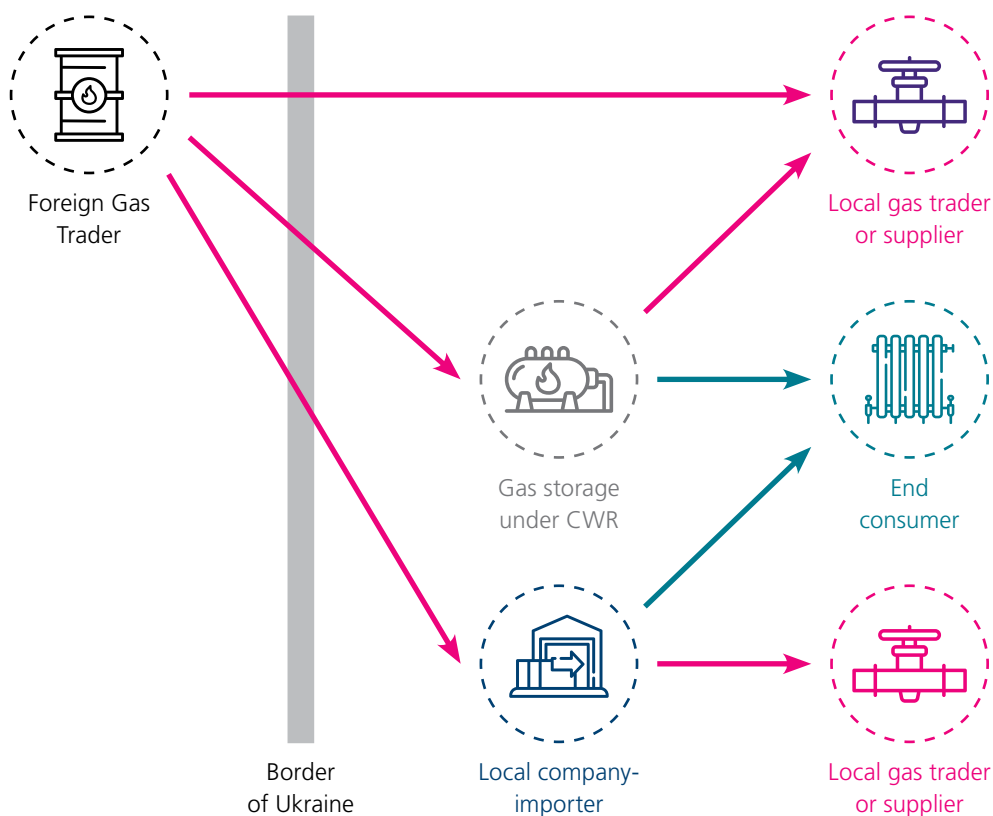 Foreign Gas
Trader
Local gas trader
or supplier
Gas storage
under CWR
End
consumer
Border
of Ukraine
Local company-
importer
Local gas trader
or supplier